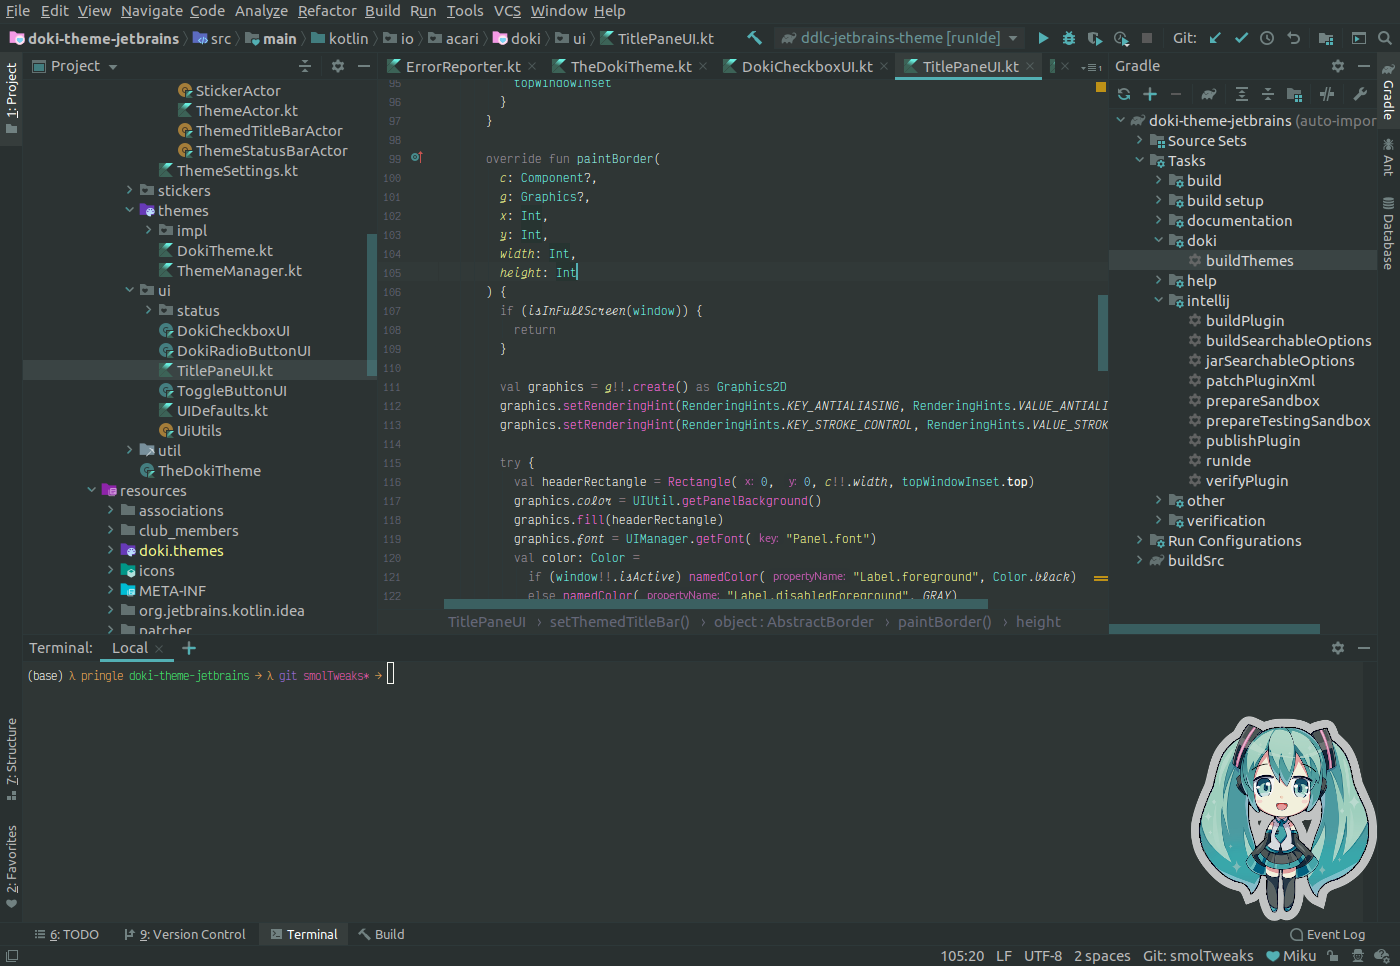 File Edit View Navigate Code Analyze Refactor Build Run Tools VCS Window Help
doki-theme-jetbrains src main kotlin io acari doki ui TitlePaneUI.kt ddlc-jetbrains-theme [runIde] Git:
1: Project
Project
StickerActor
ThemeActor.kt
ThemedTitleBarActor
ThemeStatusBarActor
ThemeSettings.kt
stickers
themes
impl
DokiTheme.kt
ThemeManager.kt
ui
status
DokiCheckboxUI
DokiRadioButtonUI
TitlePaneUI.kt
ToggleButtonUI
UIDefaults.kt
UiUtils
util
TheDokiTheme
resources
associations
club_members
doki.themes
icons
META-INF
org.jetbrains.kotlin.idea
patcher
ErrorReporter.kt TheDokiTheme.kt DokiCheckboxUI.kt TitlePaneUI.kt
95 topWindowInset
96 }
97 }
98
99 override fun paintBorder(
100 c: Component?,
101 g: Graphics?,
102 x: Int,
103 y: Int,
104 width: Int,
105 height: Int
106 ) {
107 if (isInFullScreen(window)) {
108 return
109 }
110
111 val graphics = g!!.create() as Graphics2D
112 graphics.setRenderingHint(RenderingHints.KEY_ANTIALIASING, RenderingHints.VALUE_ANTIALI
113 graphics.setRenderingHint(RenderingHints.KEY_STROKE_CONTROL, RenderingHints.VALUE_STROK
114
115 try {
116 val headerRectangle = Rectangle( x: 0, y: 0, c!!.width, topWindowInset.top)
117 graphics.color = UIUtil.getPanelBackground()
118 graphics.fill(headerRectangle)
119 graphics.font = UIManager.getFont( key: "Panel.font")
120 val color: Color =
121 if (window!!.isActive) namedColor( propertyName: "Label.foreground", Color.black)
122 else namedColor( propertyName: "Label.disabledForeground", GRAY)
TitlePaneUI › setThemedTitleBar() › object : AbstractBorder › paintBorder() › height
Gradle
doki-theme-jetbrains (auto-impor
Source Sets
Tasks
build
build setup
documentation
doki
buildThemes
help
intellij
buildPlugin
buildSearchableOptions
jarSearchableOptions
patchPluginXml
prepareSandbox
prepareTestingSandbox
publishPlugin
runIde
verifyPlugin
other
verification
Run Configurations
buildSrc
Gradle
Ant
Database
Terminal: Local
(base) λ pringle doki-theme-jetbrains → λ git smolTweaks* →
7: Structure
2: Favorites
6: TODO 9: Version Control Terminal Build Event Log
105:20 LF UTF-8 2 spaces Git: smolTweaks Miku